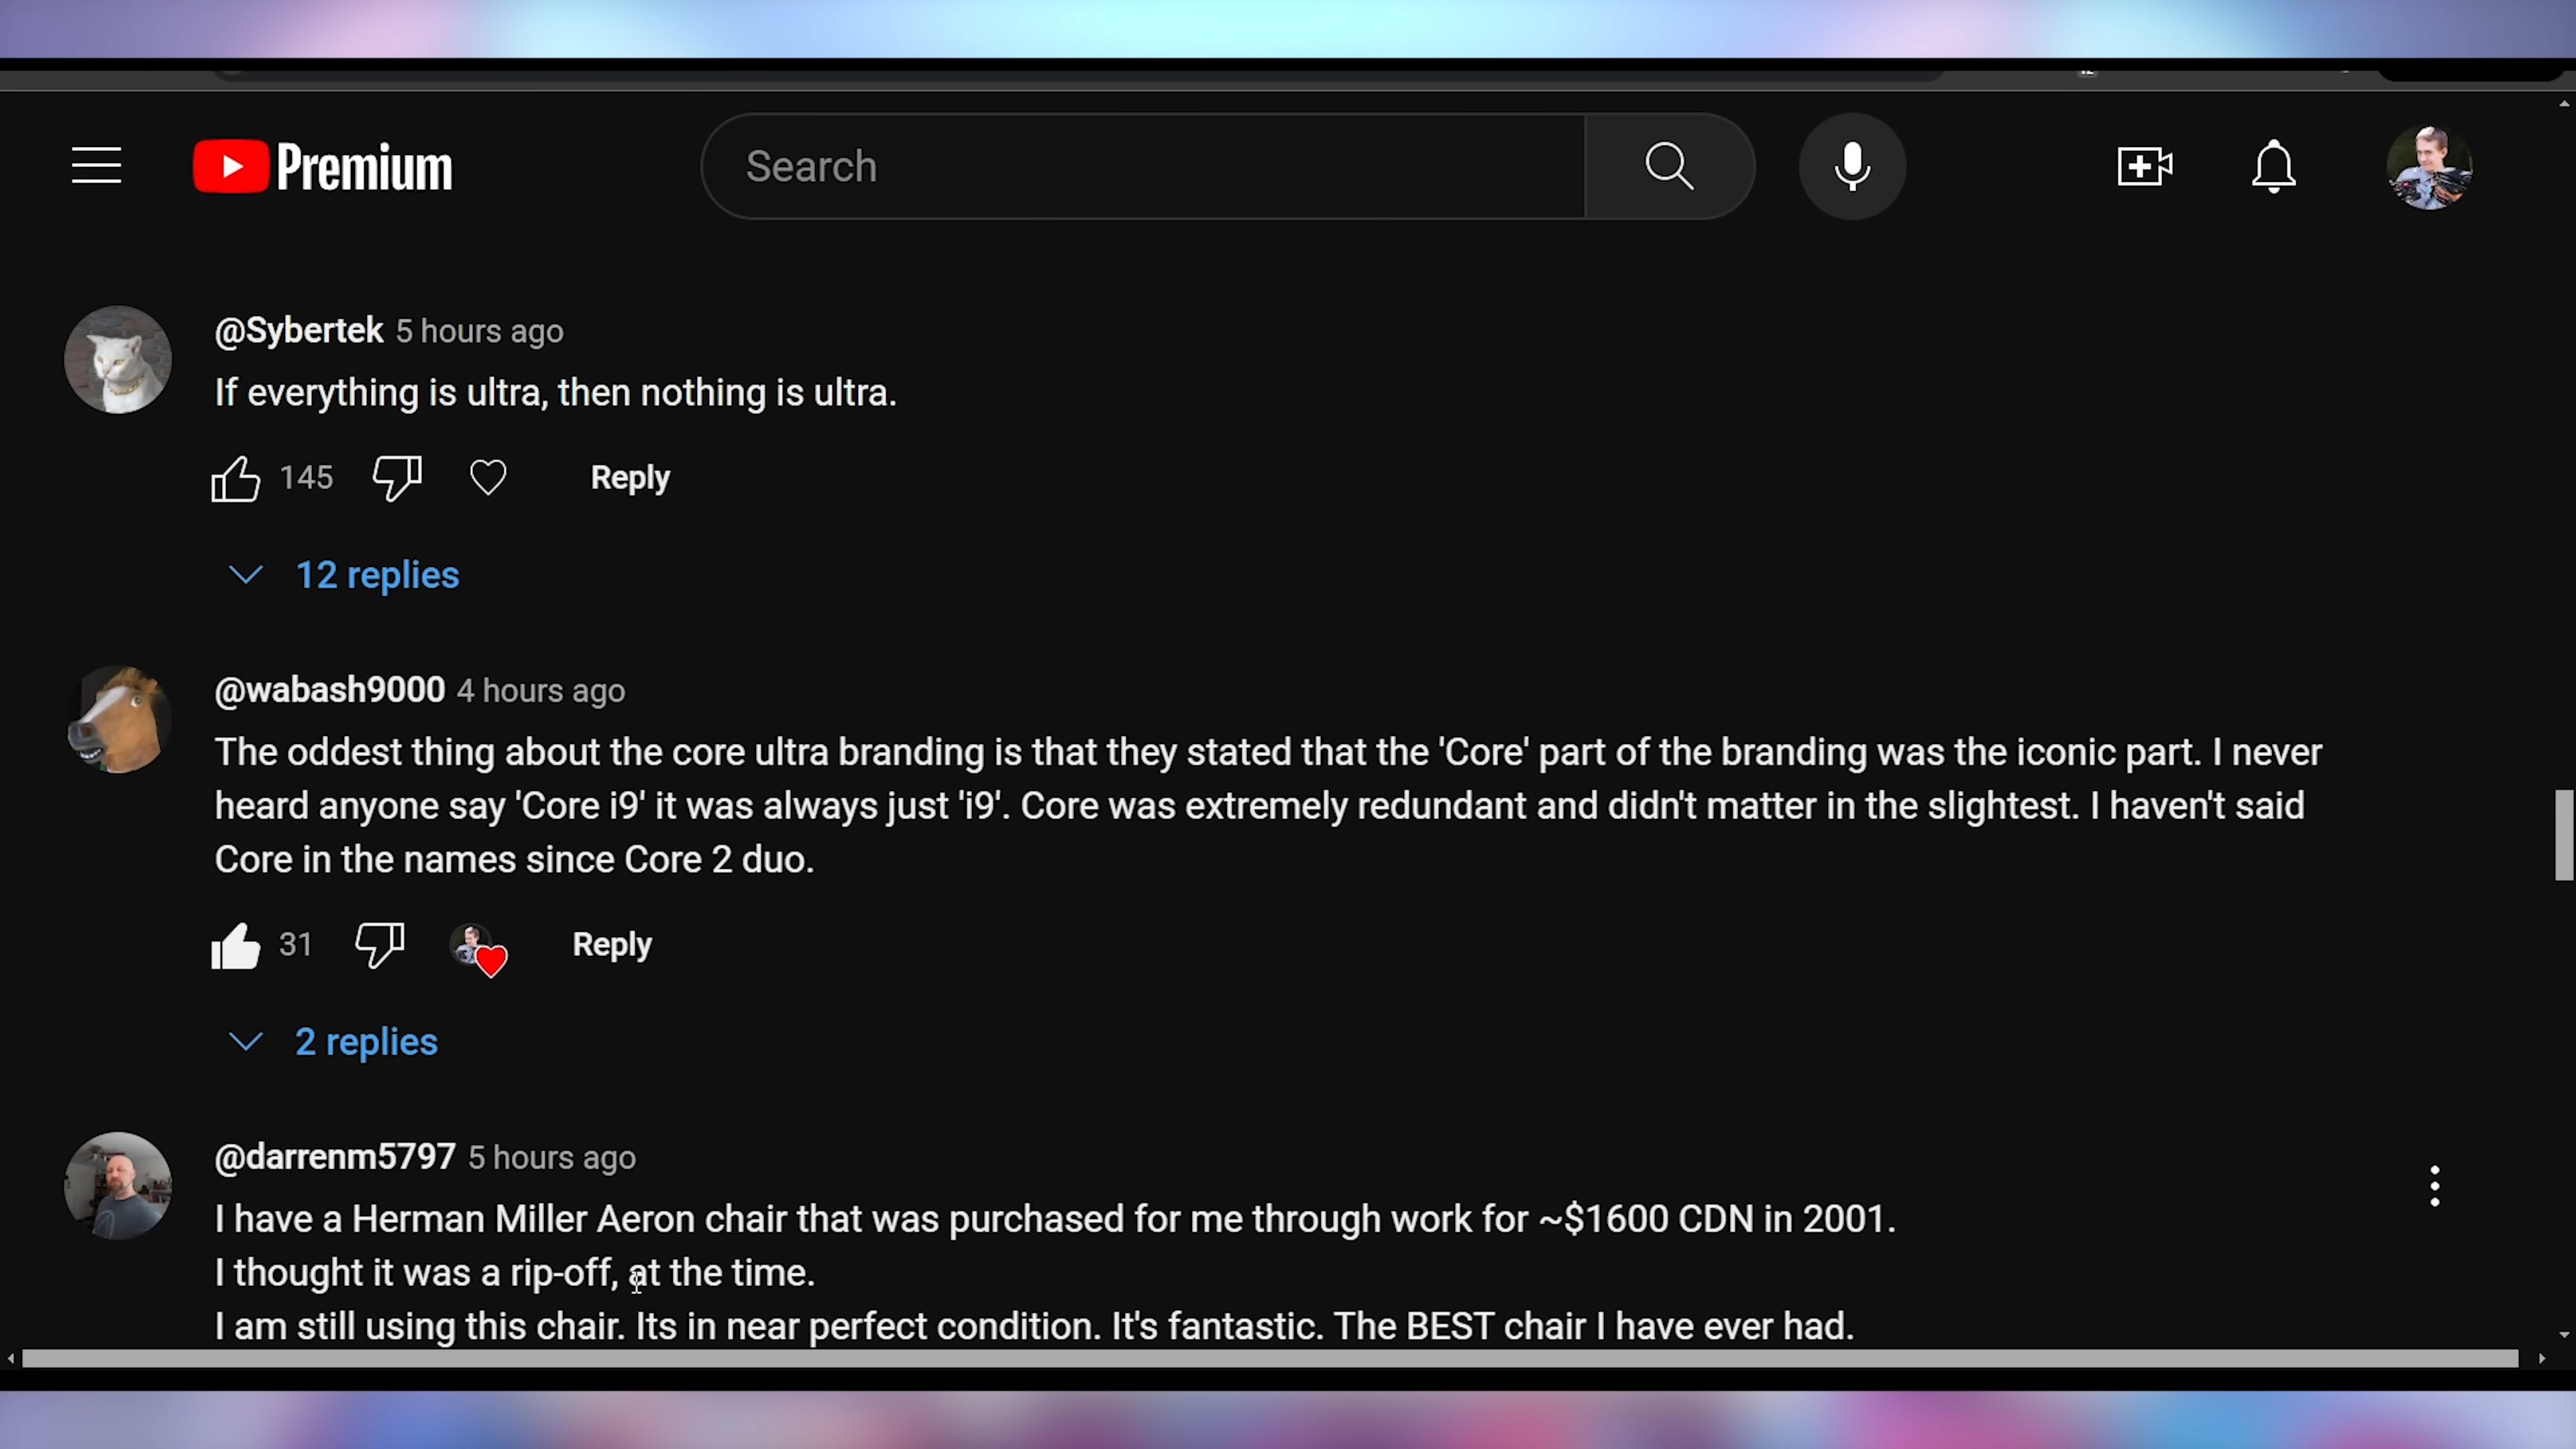 Premium
Search
@Sybertek 5 hours ago
If everything is ultra, then nothing is ultra.
145 Reply
12 replies
@wabash9000 4 hours ago
The oddest thing about the core ultra branding is that they stated that the 'Core' part of the branding was the iconic part. I never
heard anyone say 'Core i9' it was always just 'i9'. Core was extremely redundant and didn't matter in the slightest. I haven't said
Core in the names since Core 2 duo.
31 Reply
2 replies
@darrenm5797 5 hours ago
I have a Herman Miller Aeron chair that was purchased for me through work for ~$1600 CDN in 2001.
I thought it was a rip-off, at the time.
I am still using this chair. Its in near perfect condition. It's fantastic. The BEST chair I have ever had.